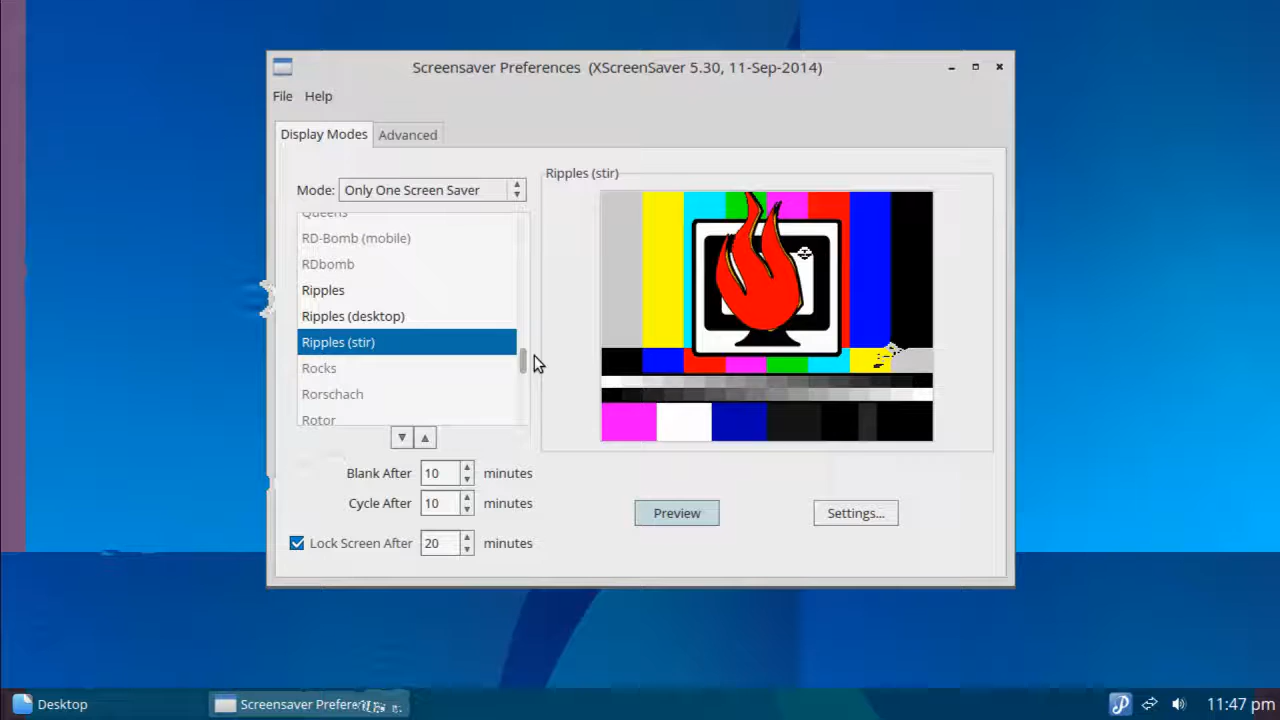 Screensaver Preferences (XScreenSaver 5.30, 11-Sep-2014)
File Help
Display Modes Advanced
Mode: Only One Screen Saver
Queens
RD-Bomb (mobile)
RDbomb
Ripples
Ripples (desktop)
Ripples (stir)
Rocks
Rorschach
Rotor
Blank After 10 minutes
Cycle After 10 minutes
Lock Screen After 20 minutes
Ripples (stir)
Preview Settings...
Desktop Screensaver 11:47 pm